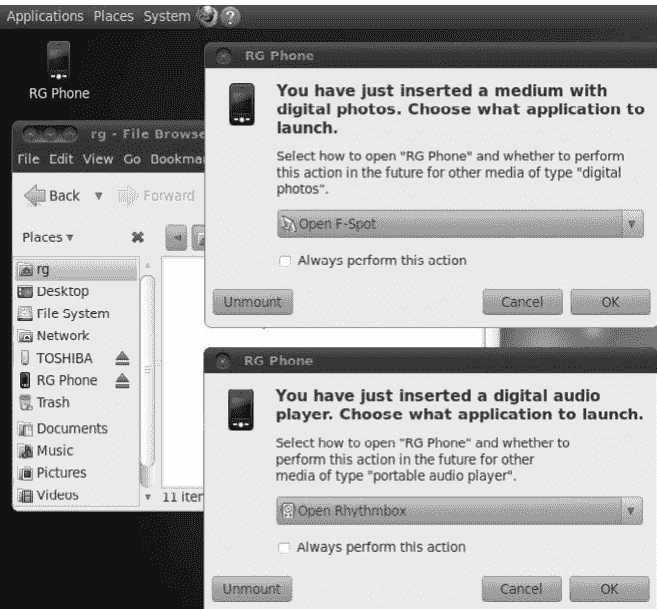 Applications Places System
RG Phone
rg - File Browse
File Edit View Go Bookma
Back Forward
Places
rg
Desktop
File System
Network
TOSHIBA
RG Phone
Trash
Documents
Music
Pictures
Videos
11 iter
RG Phone
You have just inserted a medium with
digital photos. Choose what application to
launch.
Select how to open "RG Phone" and whether to perform
this action in the future for other media of type "digital
photos".
Open F-Spot
Always perform this action
Unmount Cancel OK
RG Phone
You have just inserted a digital audio
player. Choose what application to launch.
Select how to open "RG Phone" and whether to
perform this action in the future for other
media of type "portable audio player".
Open Rhythmbox
Always perform this action
Unmount Cancel OK